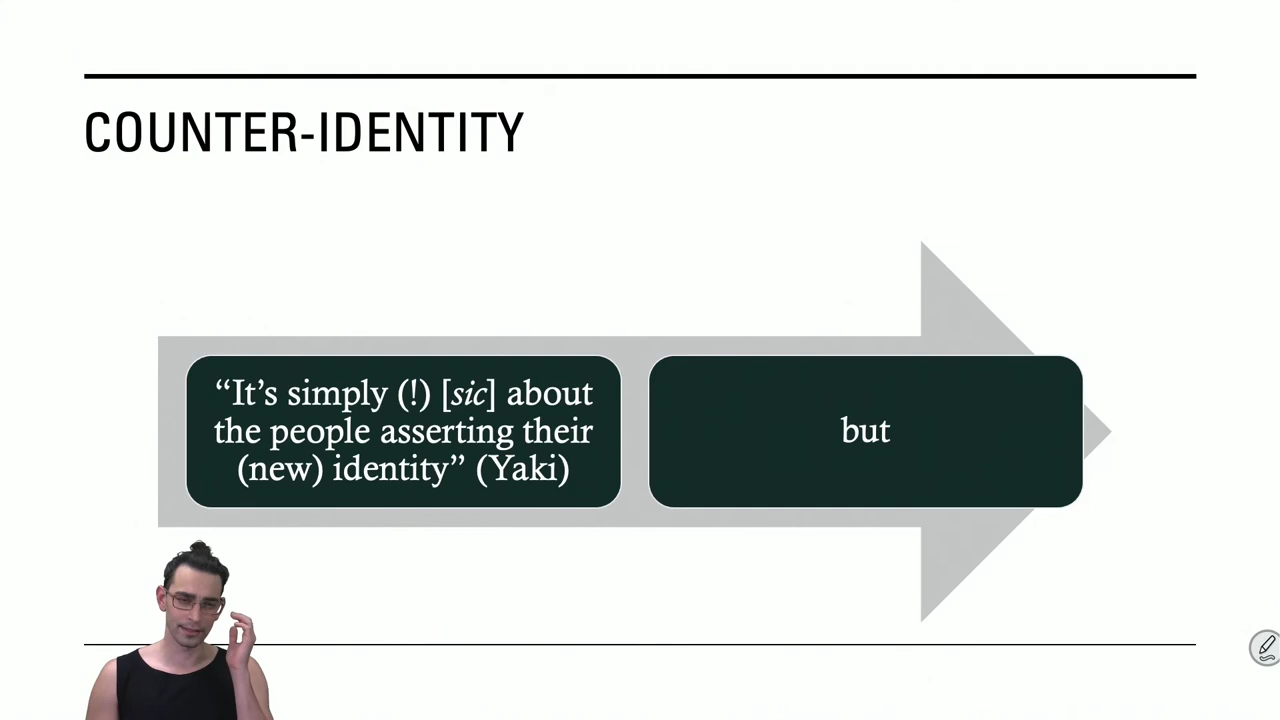 COUNTER-IDENTITY
“It’s simply (!) [sic] about
the people asserting their
(new) identity” (Yaki)
but